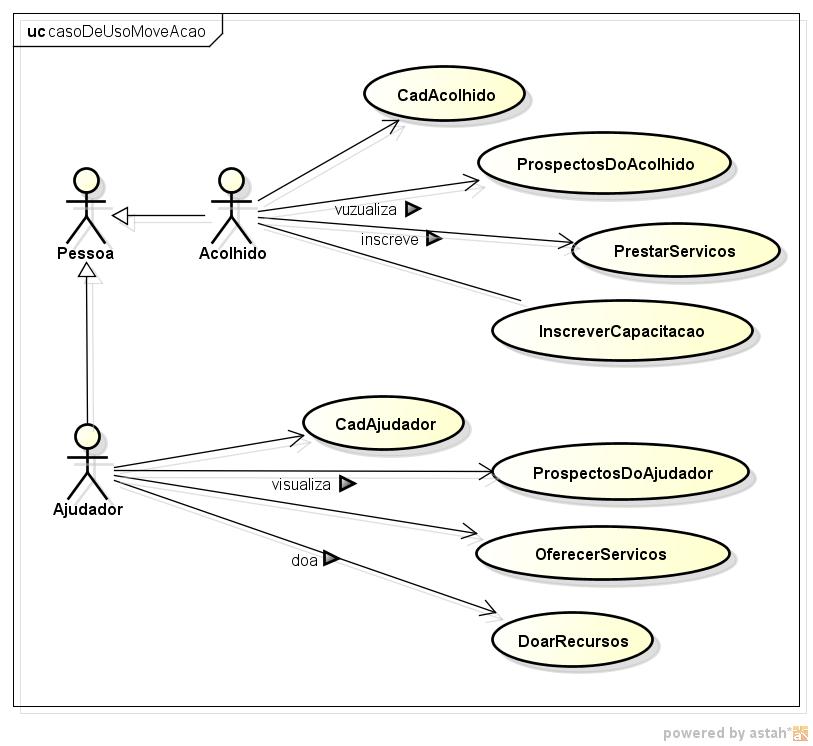 uc casoDeUsoMoveAcao
CadAcolhido
ProspectosDoAcolhido
vuzualiza
inscreve
PrestarServicos
Pessoa
Acolhido
InscreverCapacitacao
CadAjudador
ProspectosDoAjudador
visualiza
Ajudador
OferecerServicos
doa
DoarRecursos
powered by astah*